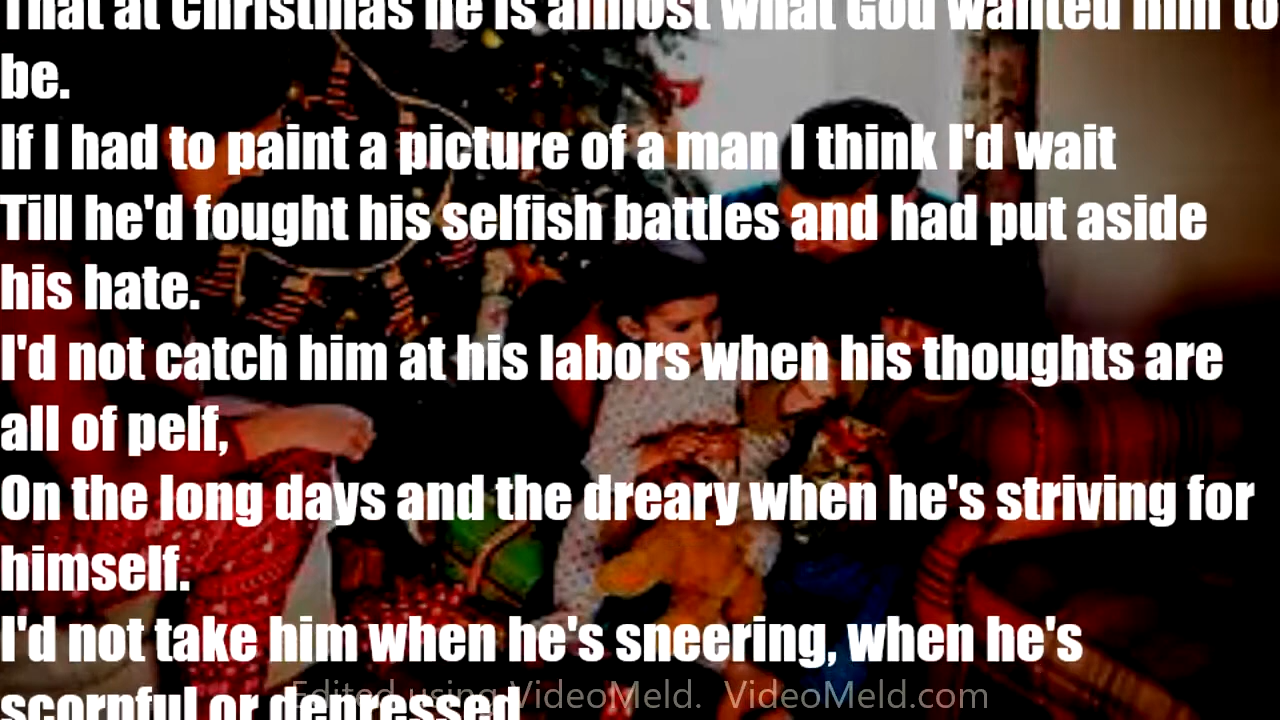 That at Christmas he is almost what God wanted him to
be.
If I had to paint a picture of a man I think I'd wait
Till he'd fought his selfish battles and had put aside
his hate.
I'd not catch him at his labors when his thoughts are
all of pelf,
On the long days and the dreary when he's striving for
himself.
I'd not take him when he's sneering, when he's
scornful or depressed
Edited using VideoMeld. VideoMeld.com